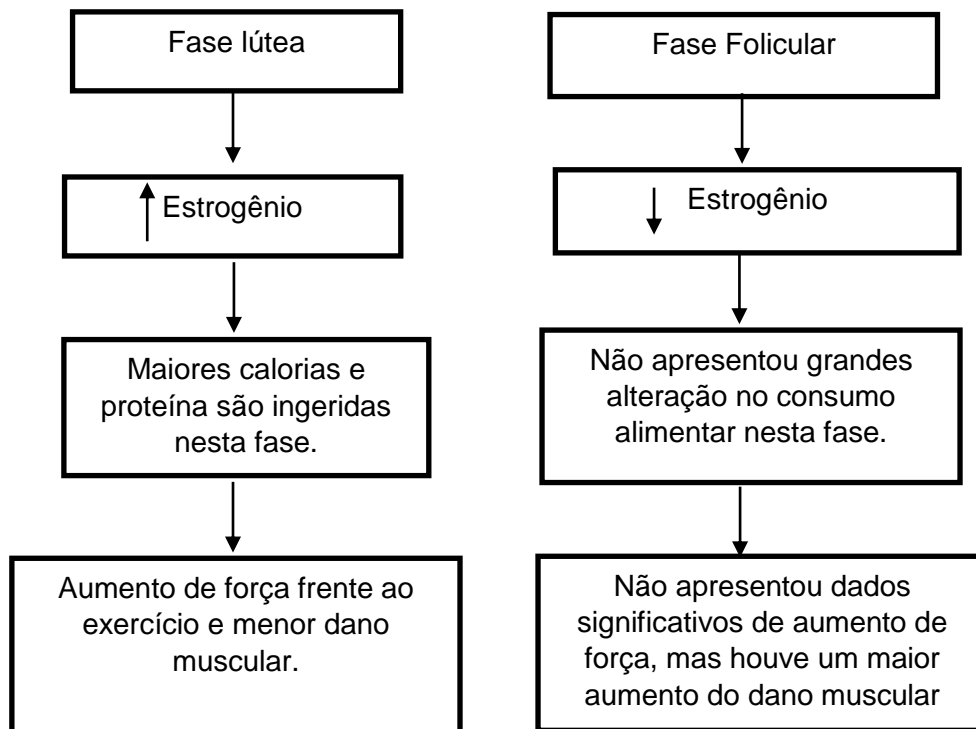 Fase lútea
Estrogênio
Maiores calorias e
proteína são ingeridas
nesta fase.
Aumento de força frente ao
exercício e menor dano
muscular.
Fase Folicular
Estrogênio
Não apresentou grandes
alteração no consumo
alimentar nesta fase.
Não apresentou dados
significativos de aumento de
força, mas houve um maior
aumento do dano muscular